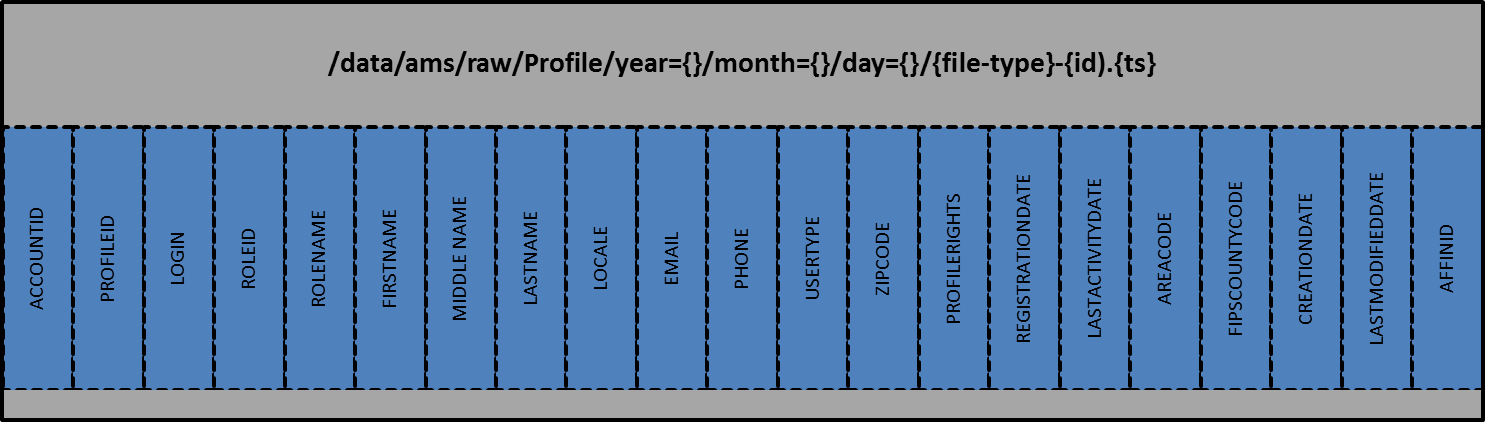 /data/ams/raw/Profile/year={}/month={}/day={}/{file-type}-{id).{ts}
ACCOUNTID
PROFILEID
LOGIN
ROLEID
ROLENAME
FIRSTNAME
MIDDLE NAME
LASTNAME
LOCALE
EMAIL
PHONE
USERTYPE
ZIPCODE
PROFILERIGHTS
REGISTRATIONDATE
LASTACTIVITYDATE
AREACODE
FIPSCOUNTYCODE
CREATIONDATE
LASTMODIFIEDDATE
AFFINID